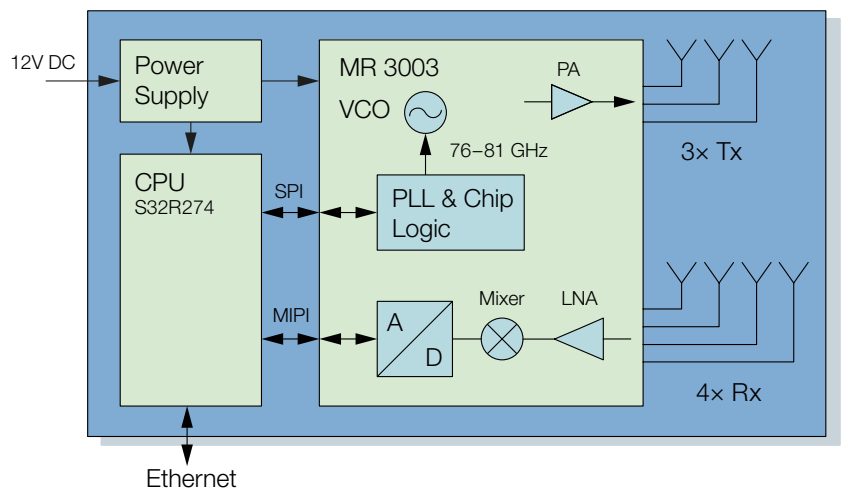 12V DC
Power
Supply
MR 3003
PA
VCO
76–81 GHz
3× Tx
CPU
S32R274
SPI
PLL & Chip
Logic
MIPI
A
D
Mixer
LNA
4× Rx
Ethernet